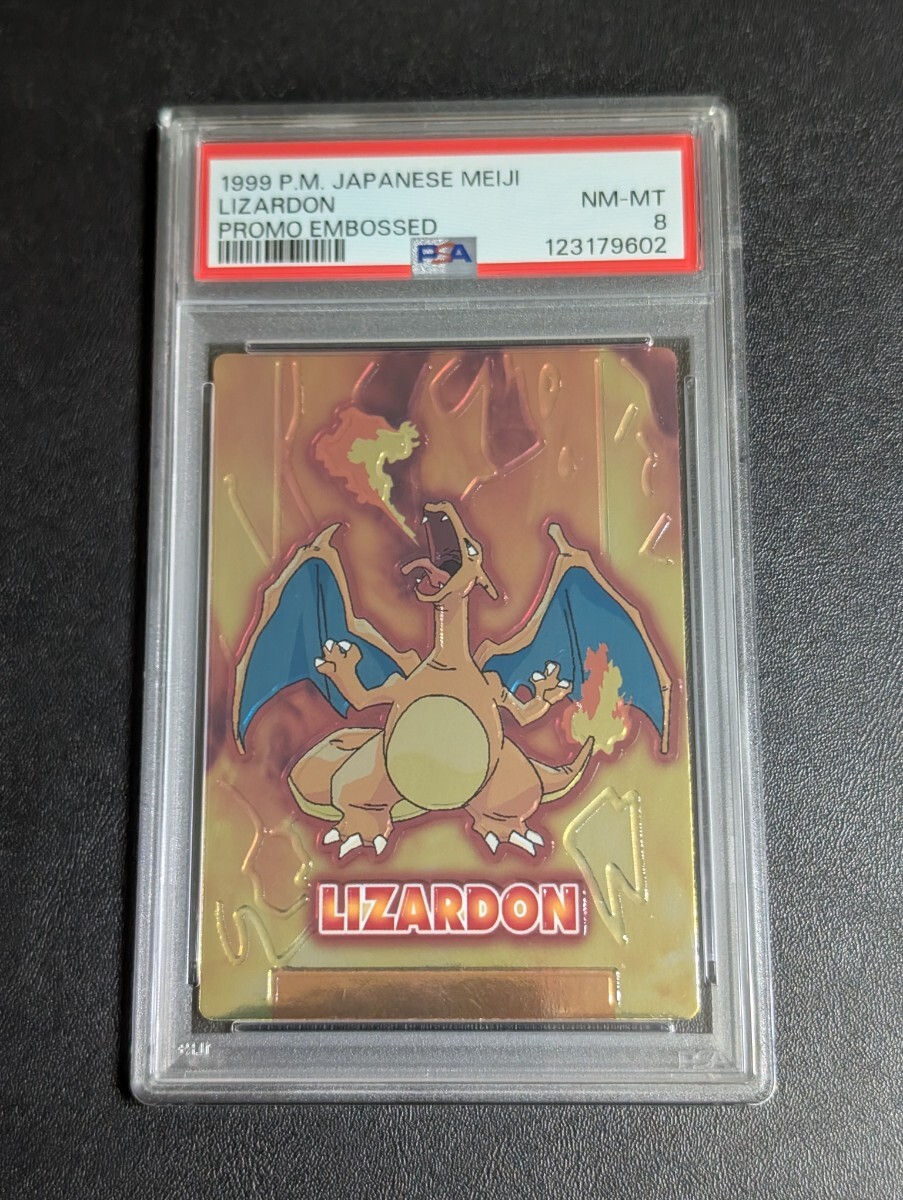 1999 P.M. JAPANESE MEIJI
LIZARDON
PROMO EMBOSSED
NM-MT
8
123179602
PSA
LIZARDON